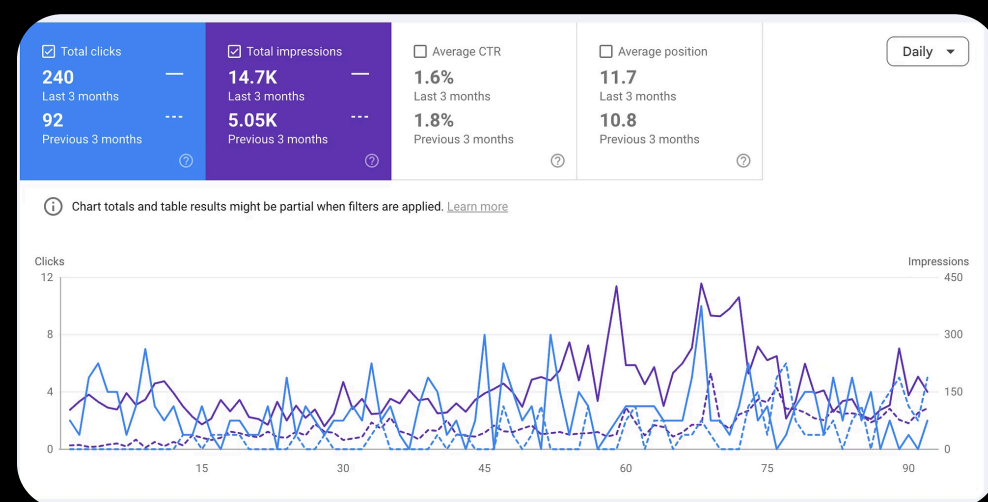 Total clicks
240
Last 3 months
92
Previous 3 months
Total impressions
14.7K
Last 3 months
5.05K
Previous 3 months
Average CTR
1.6%
Last 3 months
1.8%
Previous 3 months
Average position
11.7
Last 3 months
10.8
Previous 3 months
Daily
Chart totals and table results might be partial when filters are applied. Learn more
Clicks
Impressions
12
8
4
0
450
300
150
0
15 30 45 60 75 90